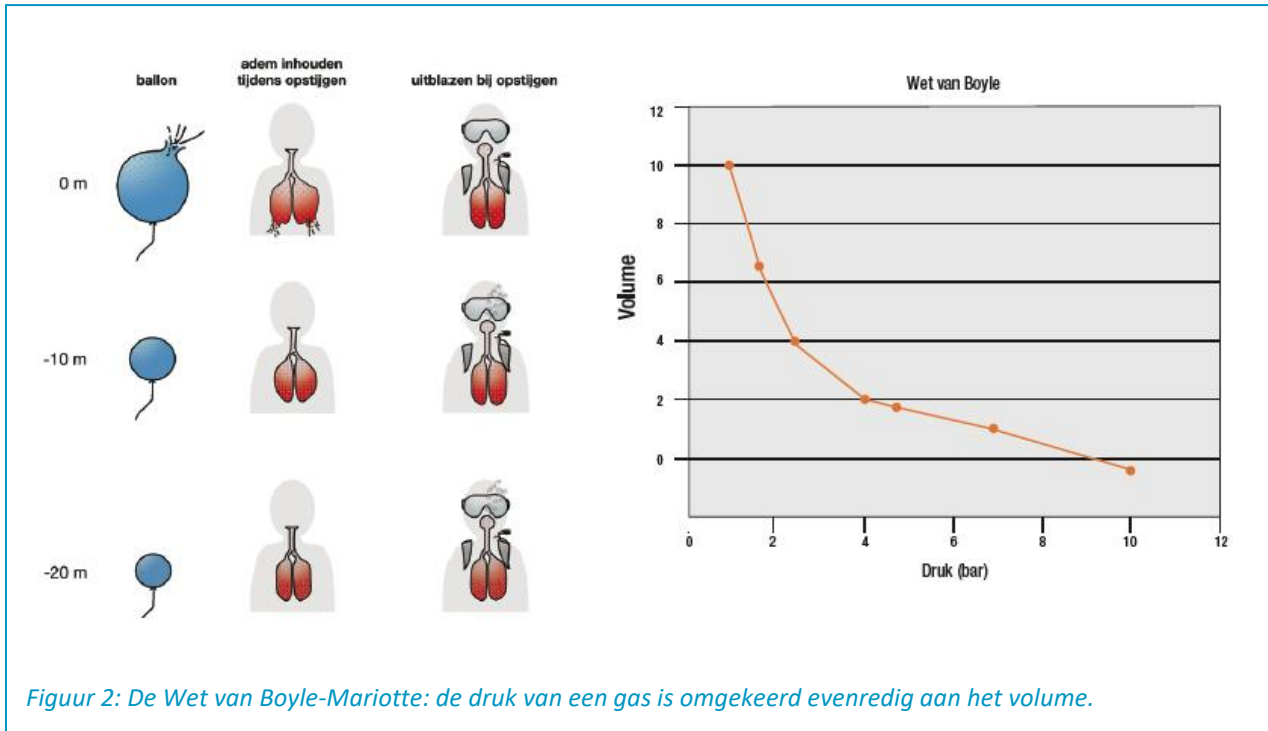 ballon
adem inhouden
tijdens opstijgen
uitblazen bij opstijgen
0 m
-10 m
-20 m
Wet van Boyle
Volume
12
10
8
6
4
2
0
0
2
4
6
8
10
12
Druk (bar)
Figuur 2: De Wet van Boyle-Mariotte: de druk van een gas is omgekeerd evenredig aan het volume.